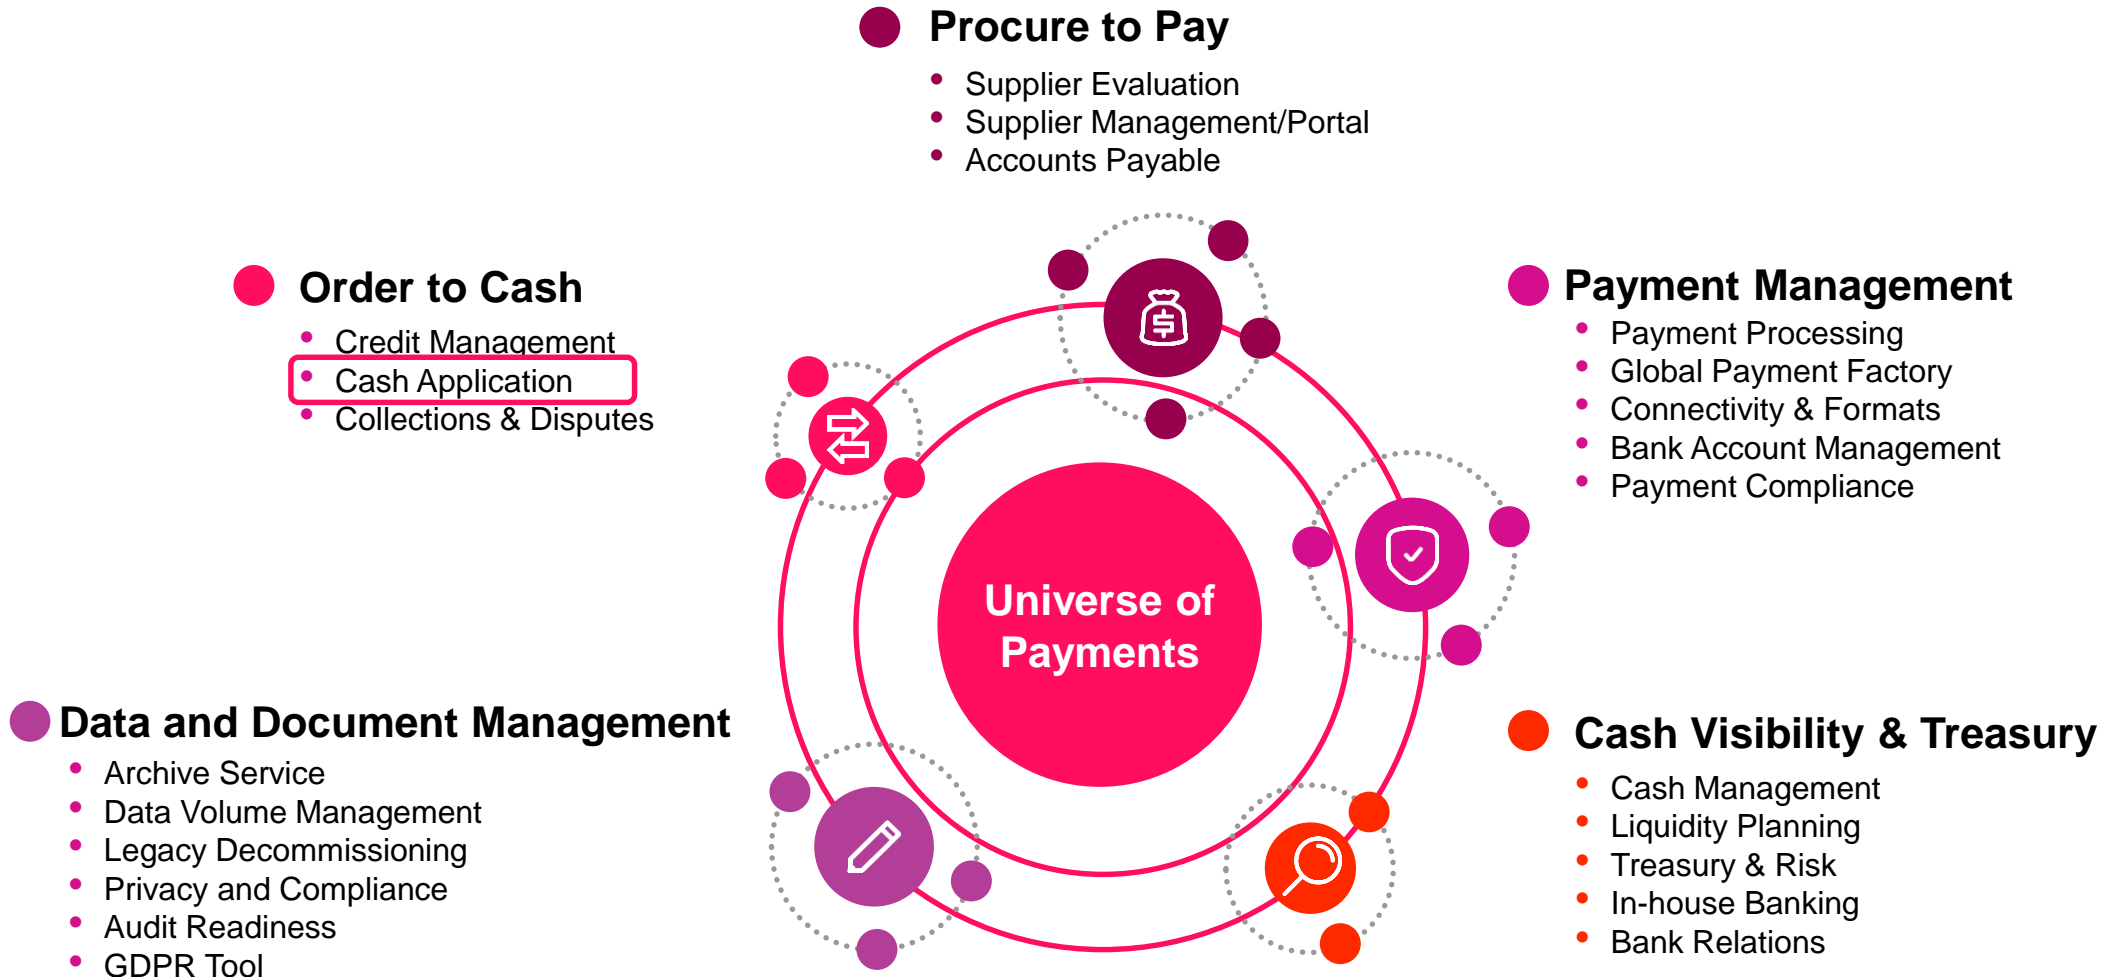 Procure to Pay
• Supplier Evaluation
• Supplier Management/Portal
• Accounts Payable
Order to Cash
• Credit Management
• Cash Application
• Collections & Disputes
Payment Management
• Payment Processing
• Global Payment Factory
• Connectivity & Formats
• Bank Account Management
• Payment Compliance
Universe of
Payments
Data and Document Management
• Archive Service
• Data Volume Management
• Legacy Decommissioning
• Privacy and Compliance
• Audit Readiness
• GDPR Tool
Cash Visibility & Treasury
• Cash Management
• Liquidity Planning
• Treasury & Risk
• In-house Banking
• Bank Relations